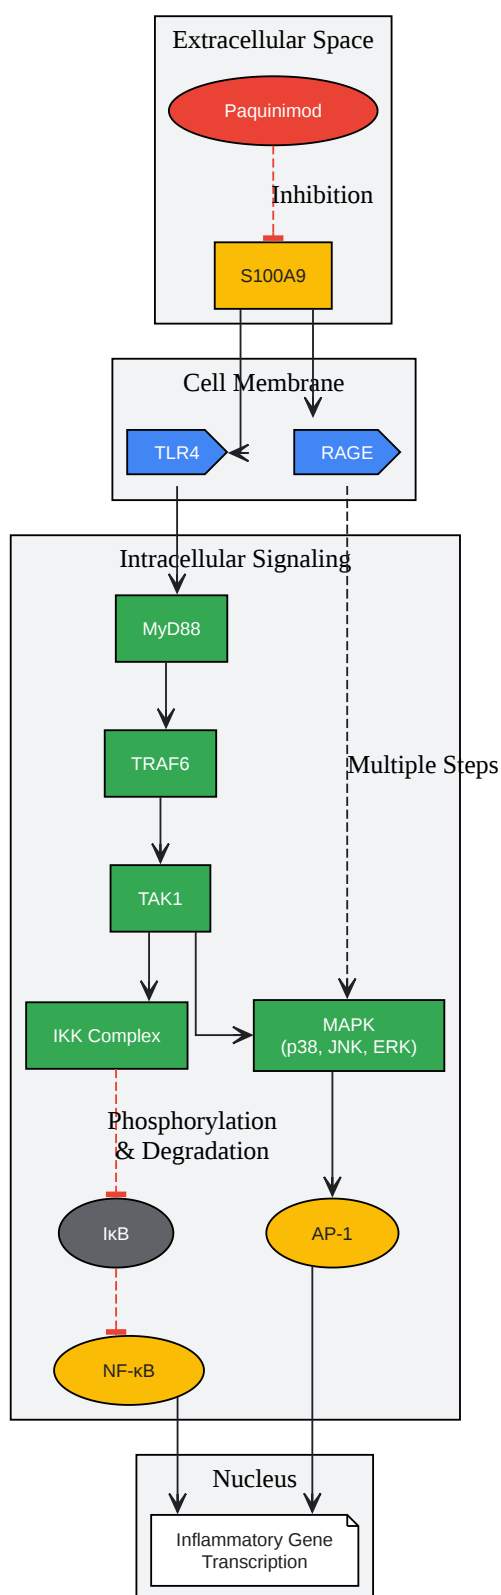 Extracellular Space
Paquinimod
Inhibition
S100A9
Cell Membrane
TLR4
RAGE
Intracellular Signaling
MyD88
TRAF6
Multiple Steps
TAK1
IKK Complex
MAPK
(p38, JNK, ERK)
Phosphorylation
& Degradation
IκB
AP-1
NF-κB
Nucleus
Inflammatory Gene
Transcription